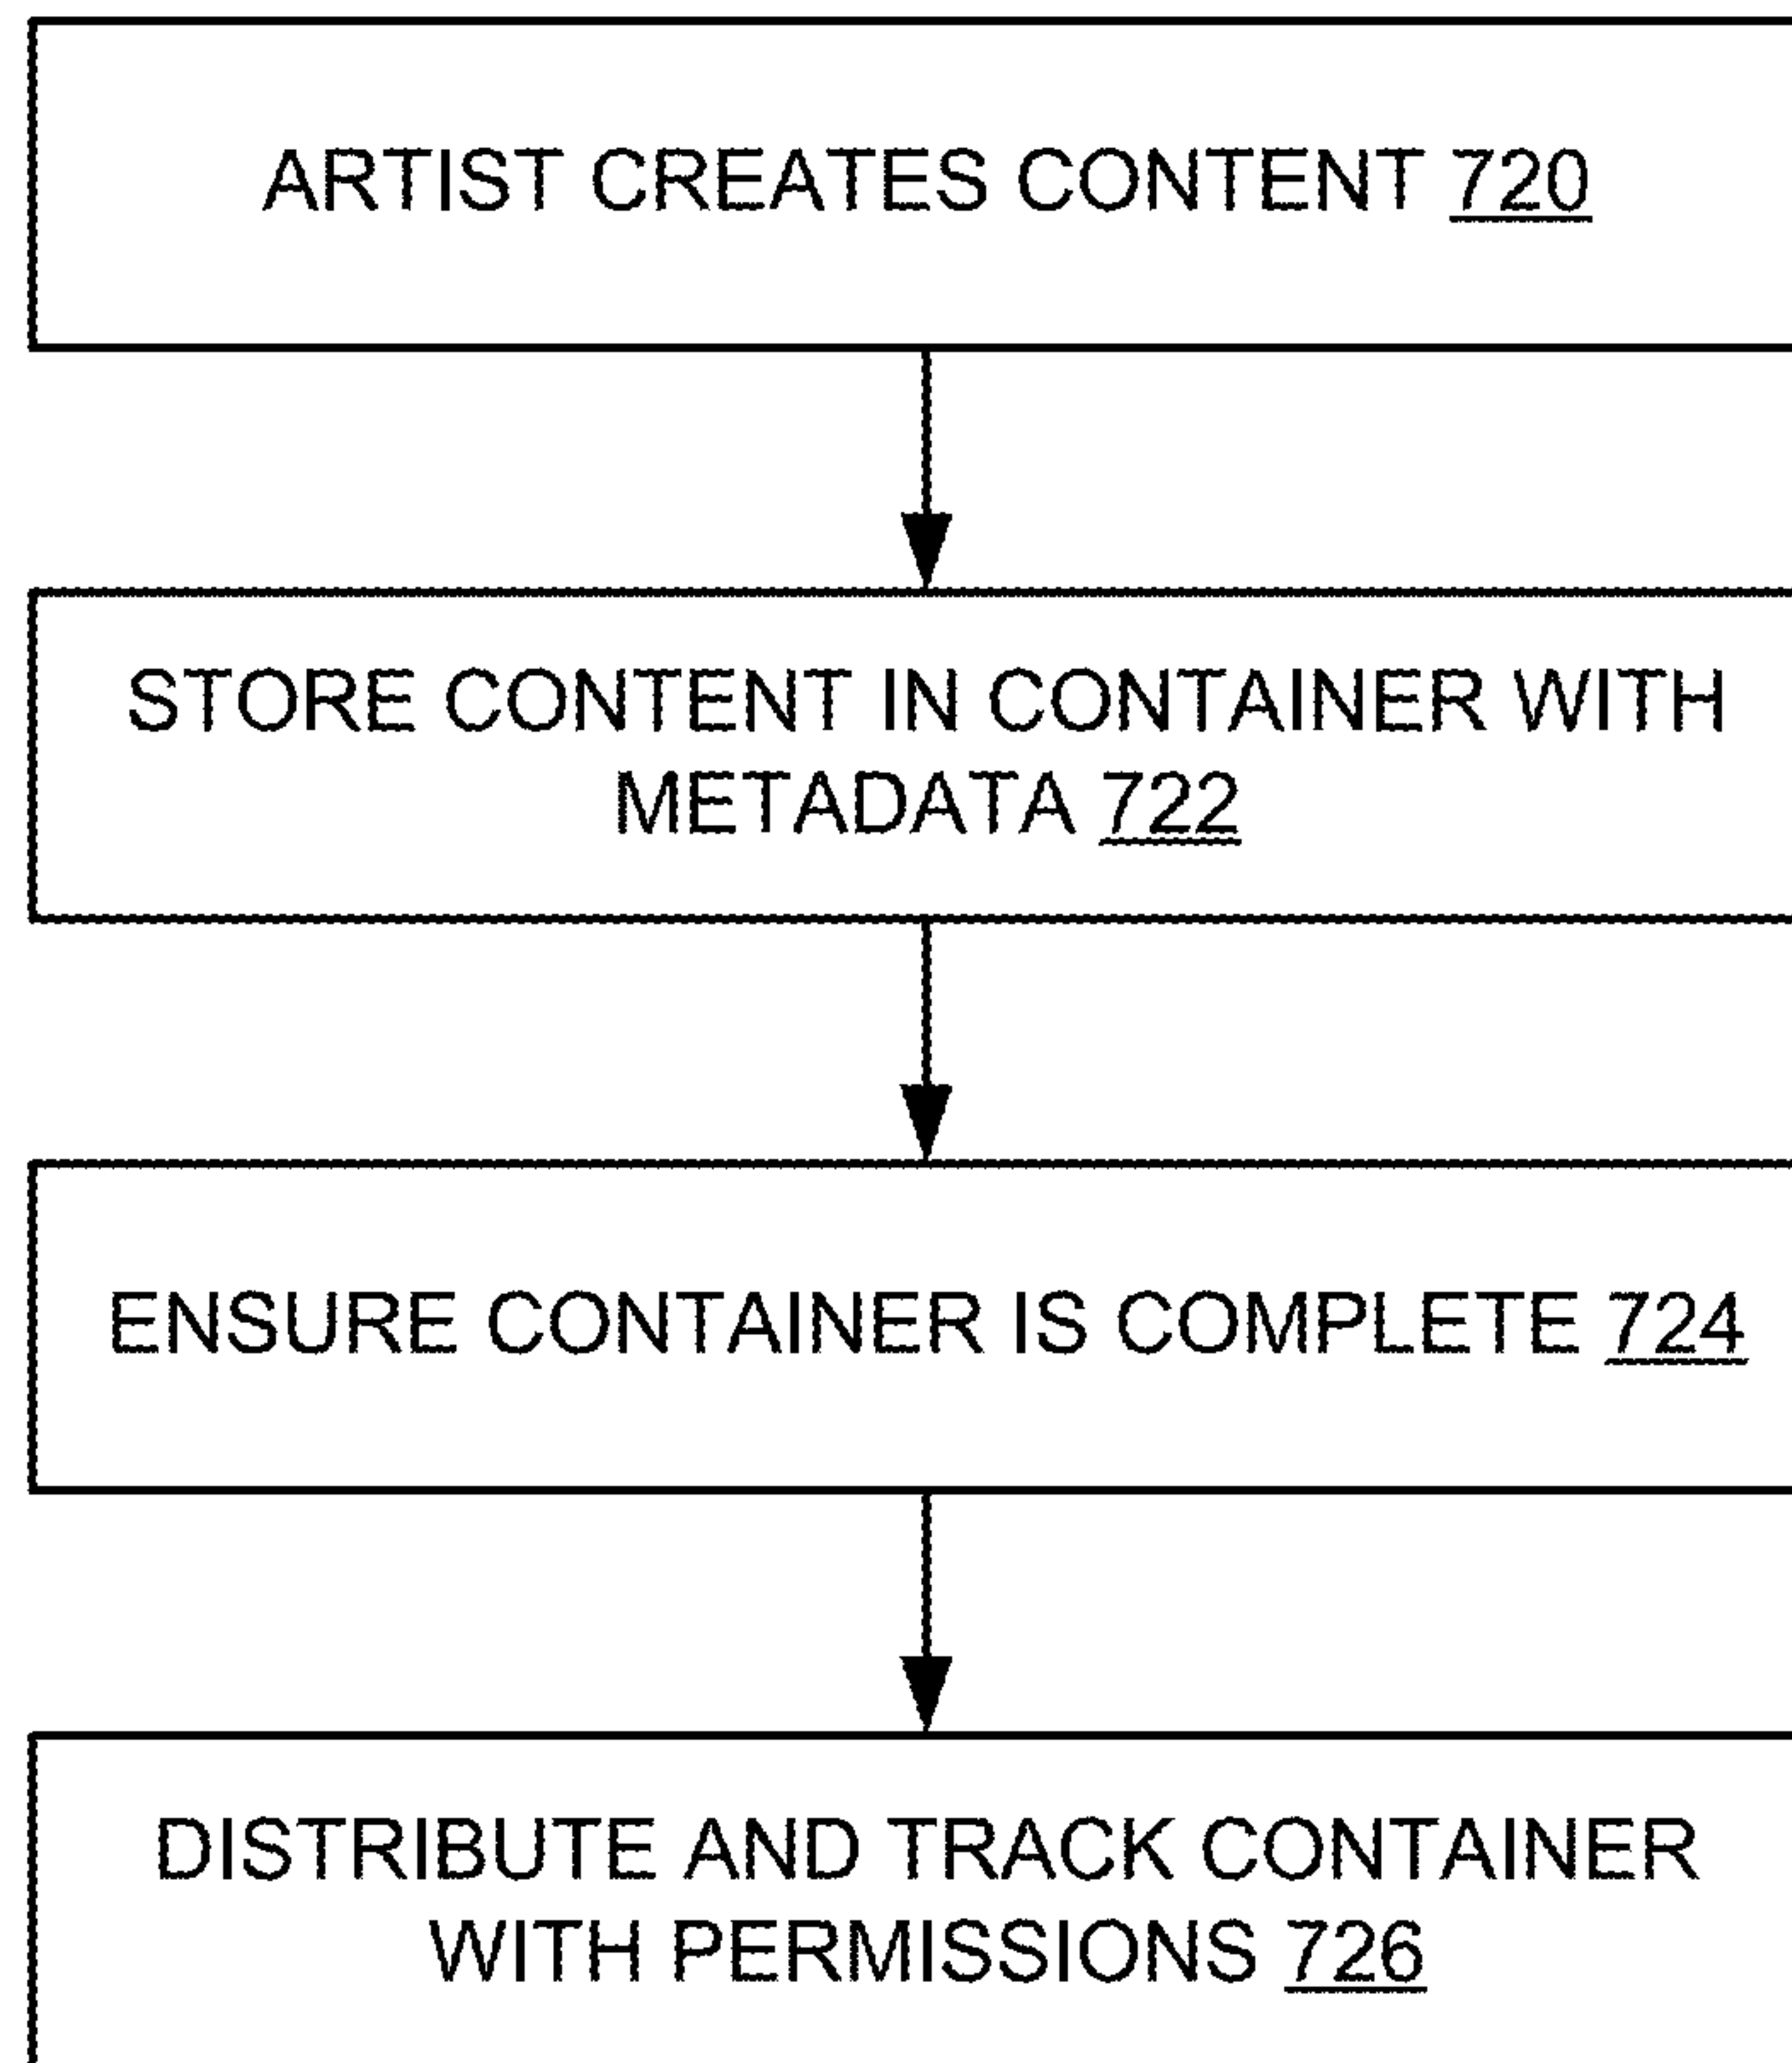 ARTIST CREATES CONTENT 720
STORE CONTENT IN CONTAINER WITH
METADATA 722
ENSURE CONTAINER IS COMPLETE 724
DISTRIBUTE AND TRACK CONTAINER
WITH PERMISSIONS 726